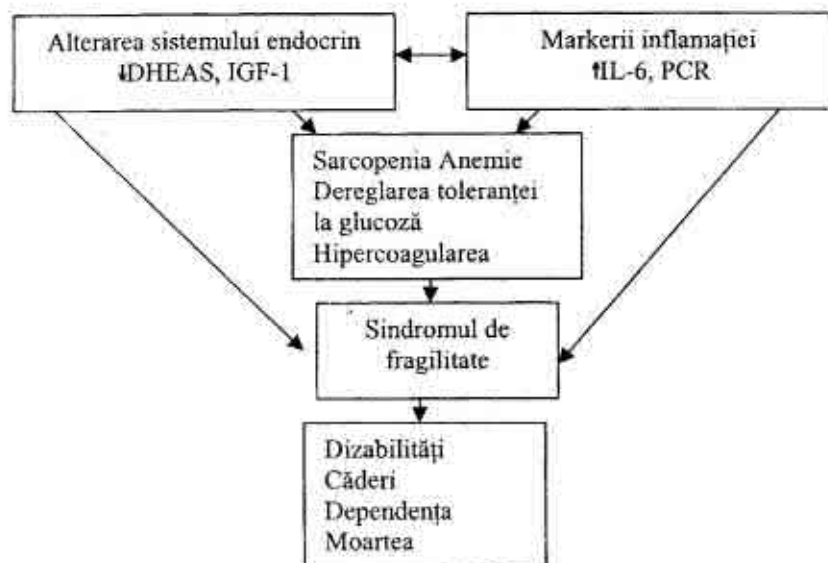 Alterarea sistemului endocrin
⬇DHEAS, IGF-1
Markerii inflamației
⬆IL-6, PCR
Sarcopenia Anemie
Dereglarea toleranței
la glucoză
Hipercoagularea
Sindromul de
fragilitate
Dizabilități
Căderi
Dependența
Moartea